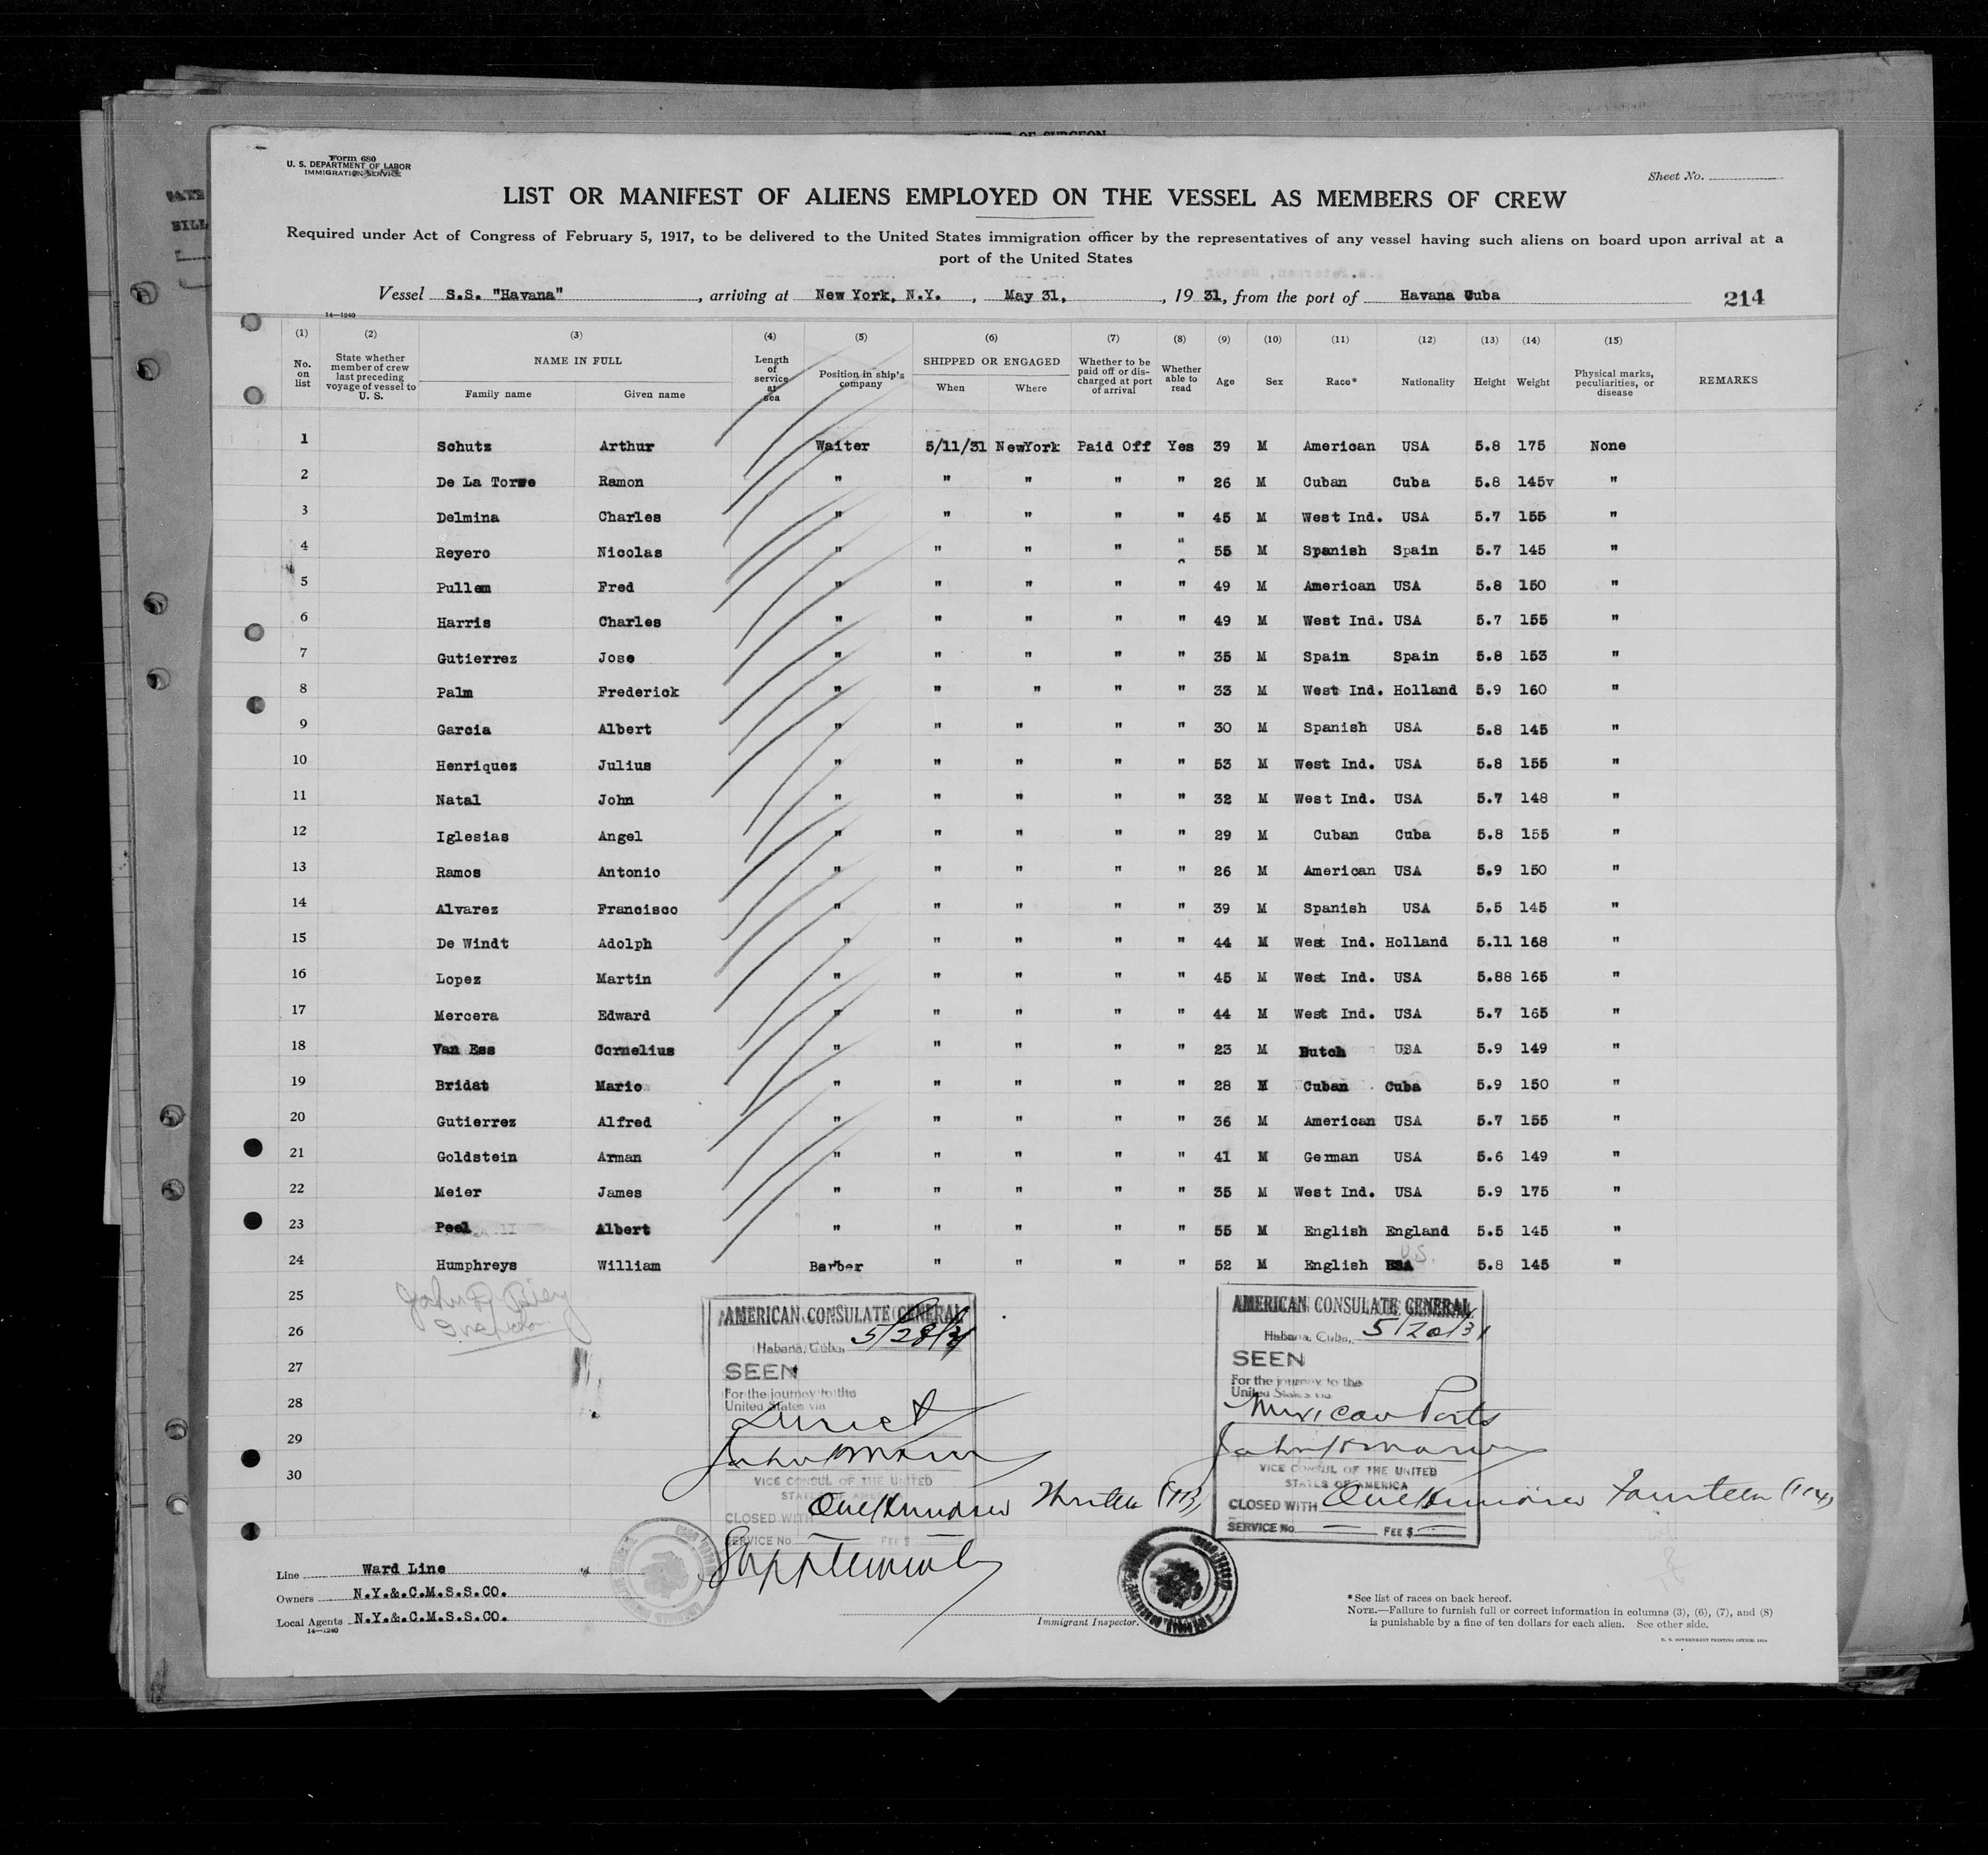 OF SURGEON
Form 680
U. S. DEPARTMENT OF LABOR
IMMIGRATION SERVICE
Sheet No.
LIST OR MANIFEST OF ALIENS EMPLOYED ON THE VESSEL AS MEMBERS OF CREW
Required under Act of Congress of February 5, 1917, to be delivered to the United States immigration officer by the representatives of any vessel having such aliens on board upon arrival at a
port of the United States
Vessel S.S. "Havana" , arriving at New York, N.Y. , May 31, , 19 31, from the port of Havana Cuba 214
14—1240
(1) (2) (3) (4) (5) (6) (7) (8) (9) (10) (11) (12) (13) (14) (15)
No. on list State whether member of crew last preceding voyage of vessel to U. S. NAME IN FULL Family name Given name Length of service at sea Position in ship's company SHIPPED OR ENGAGED When Where Whether to be paid off or discharged at port of arrival Whether able to read Age Sex Race* Nationality Height Weight Physical marks, peculiarities, or disease REMARKS
1 Schutz Arthur Waiter 5/11/31 NewYork Paid Off Yes 39 M American USA 5.8 175 None
2 De La Torre Ramon " " " " " 26 M Cuban Cuba 5.8 145v "
3 Delmina Charles " " " " " 45 M West Ind. USA 5.7 155 "
4 Reyero Nicolas " " " " " 55 M Spanish Spain 5.7 145 "
5 Pullem Fred " " " " " 49 M American USA 5.8 150 "
6 Harris Charles " " " " " 49 M West Ind. USA 5.7 155 "
7 Gutierrez Jose " " " " " 35 M Spain Spain 5.8 153 "
8 Palm Frederick " " " " " 33 M West Ind. Holland 5.9 160 "
9 Garcia Albert " " " " " 30 M Spanish USA 5.8 145 "
10 Henriquez Julius " " " " " 53 M West Ind. USA 5.8 155 "
11 Natal John " " " " " 32 M West Ind. USA 5.7 148 "
12 Iglesias Angel " " " " " 29 M Cuban Cuba 5.8 155 "
13 Ramos Antonio " " " " " 26 M American USA 5.9 150 "
14 Alvarez Francisco " " " " " 39 M Spanish USA 5.5 145 "
15 De Windt Adolph " " " " " 44 M West Ind. Holland 5.11 168 "
16 Lopez Martin " " " " " 45 M West Ind. USA 5.88 165 "
17 Mercera Edward " " " " " 44 M West Ind. USA 5.7 165 "
18 Van Ess Cornelius " " " " " 23 M Dutch USA 5.9 149 "
19 Bridat Mario " " " " " 28 M Cuban Cuba 5.9 150 "
20 Gutierrez Alfred " " " " " 36 M American USA 5.7 155 "
21 Goldstein Arman " " " " " 41 M German USA 5.6 149 "
22 Meier James " " " " " 35 M West Ind. USA 5.9 175 "
23 Peel Albert " " " " " 55 M English England 5.5 145 "
24 Humphreys William Barber " " " " 52 M English U.S. 5.8 145 "
25
26
27
28
29
30
AMERICAN CONSULATE GENERAL
Habana, Cuba, 5/28/31
SEEN
For the journey to the
United States via
Direct
VICE CONSUL OF THE UNITED
STATES OF AMERICA
CLOSED WITH One Hundred Thirteen (113)
SERVICE No. — FEE $ —
Supplemental
AMERICAN CONSULATE GENERAL
Habana, Cuba, 5/20/31
SEEN
For the journey to the
United States via
Mexican Ports
VICE CONSUL OF THE UNITED
STATES OF AMERICA
CLOSED WITH One Hundred Fourteen (114)
SERVICE No. — FEE $ —
Line Ward Line
Owners N.Y.&.C.M.S.S.CO.
Local Agents N.Y.&.C.M.S.S.CO.
14—1240
Immigrant Inspector.
*See list of races on back hereof.
NOTE.—Failure to furnish full or correct information in columns (3), (6), (7), and (8)
is punishable by a fine of ten dollars for each alien. See other side.